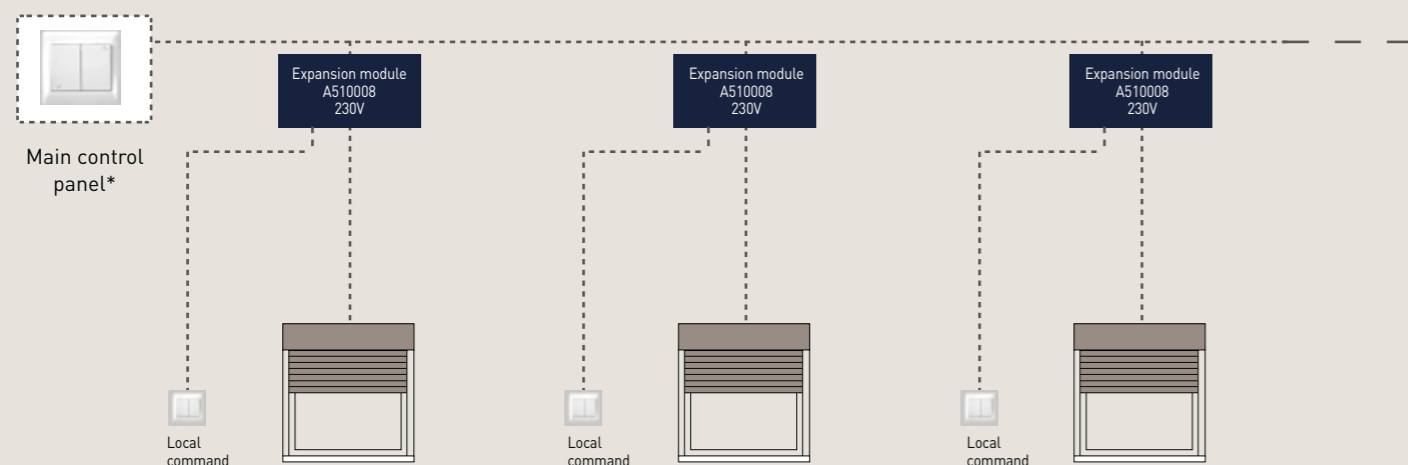 Expansion module
A510008
230V
Expansion module
A510008
230V
Expansion module
A510008
230V
Main control
panel*
Local
command
Local
command
Local
command